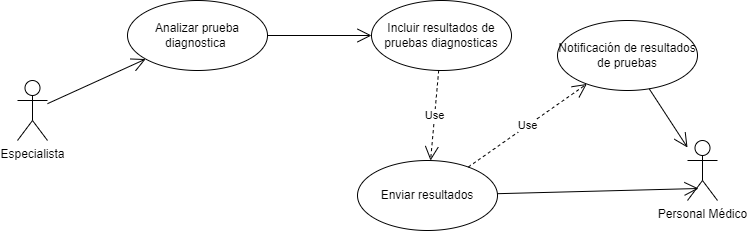 Analizar prueba
diagnostica
Incluir resultados de
pruebas diagnosticas
Notificación de resultados
de pruebas
Use
Use
Especialista
Enviar resultados
Personal Médico